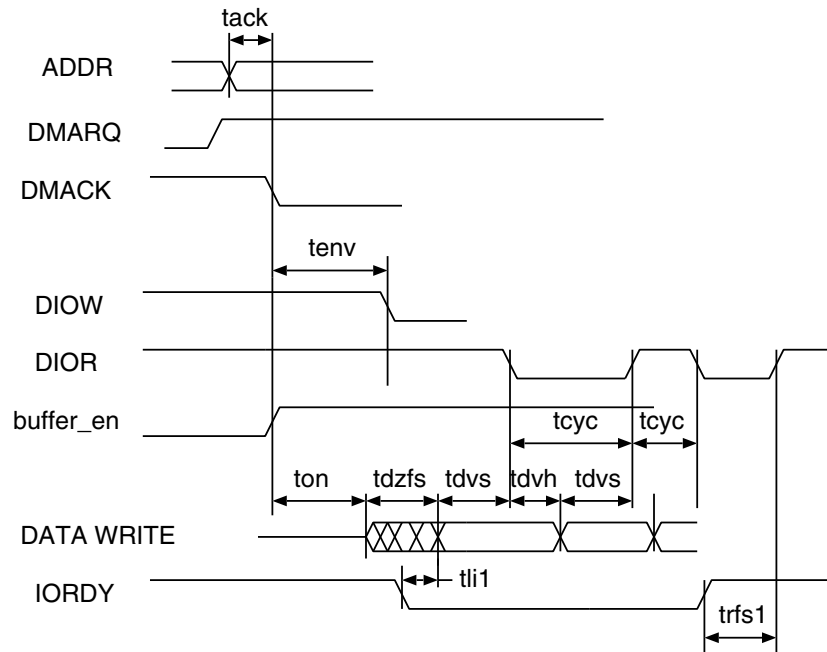 tack
ADDR
DMARQ
DMACK
tenv
DIOW
DIOR
buffer_en
tcyc tcyc
ton tdzfs tdvs tdvh tdvs
DATA WRITE
tli1
IORDY
trfs1